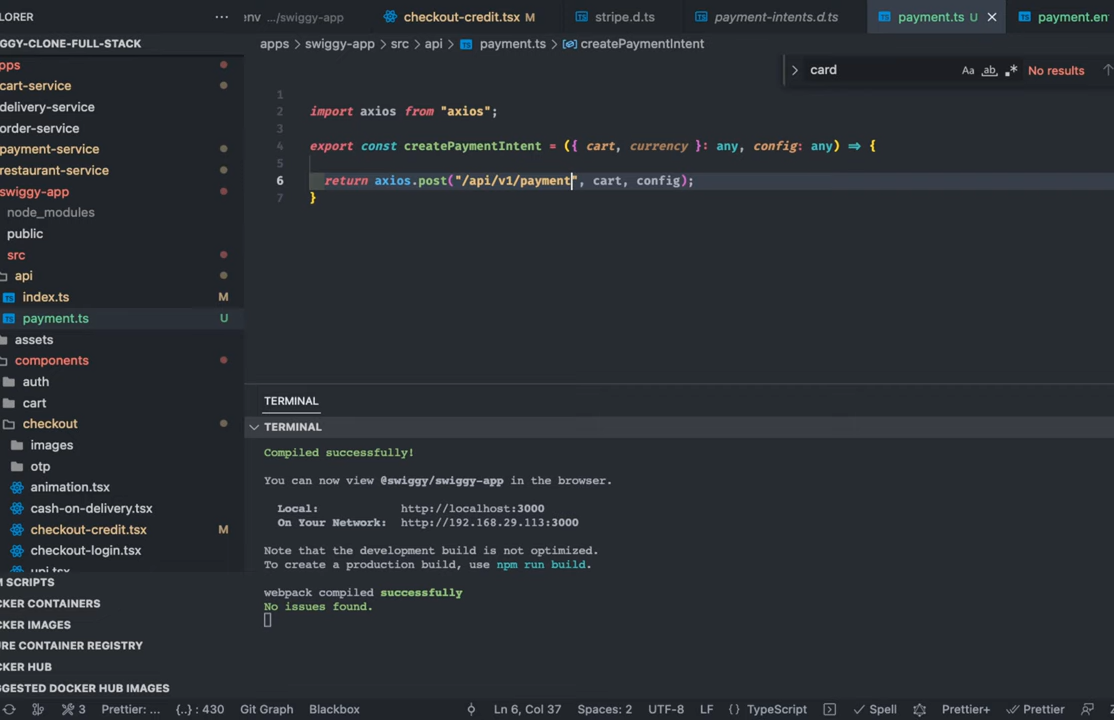 LORER
env .../swiggy-app
checkout-credit.tsx M
stripe.d.ts
payment-intents.d.ts
payment.ts U
payment.en
GGY-CLONE-FULL-STACK
pps
cart-service
delivery-service
order-service
payment-service
restaurant-service
swiggy-app
node_modules
public
src
api
index.ts M
payment.ts U
assets
components
auth
cart
checkout
images
otp
animation.tsx
cash-on-delivery.tsx
checkout-credit.tsx M
checkout-login.tsx
upi.tsx
M SCRIPTS
CKER CONTAINERS
CKER IMAGES
URE CONTAINER REGISTRY
CKER HUB
GGESTED DOCKER HUB IMAGES
apps > swiggy-app > src > api > payment.ts > createPaymentIntent
card
Aa ab .* No results
1
2 import axios from "axios";
3
4 export const createPaymentIntent = ({ cart, currency }: any, config: any) => {
5
6 return axios.post("/api/v1/payment", cart, config);
7 }
TERMINAL
TERMINAL
Compiled successfully!
You can now view @swiggy/swiggy-app in the browser.
Local: http://localhost:3000
On Your Network: http://192.168.29.113:3000
Note that the development build is not optimized.
To create a production build, use npm run build.
webpack compiled successfully
No issues found.
3 Prettier: ... {..} : 430 Git Graph Blackbox Ln 6, Col 37 Spaces: 2 UTF-8 LF {} TypeScript Spell Prettier+ Prettier